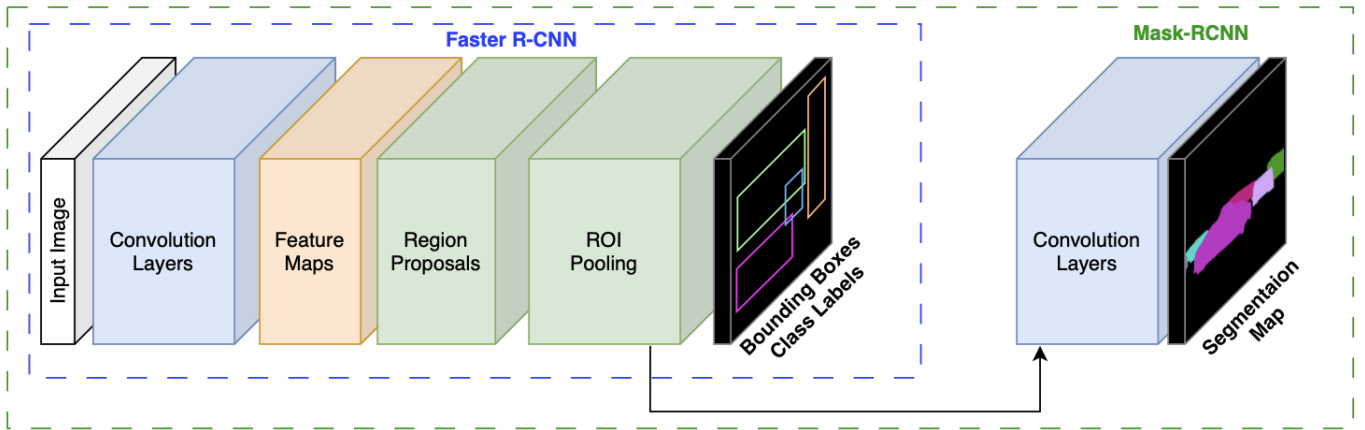 Faster R-CNN
Mask-RCNN
Input Image
Convolution
Layers
Feature
Maps
Region
Proposals
ROI
Pooling
Bounding Boxes
Class Labels
Convolution
Layers
Segmentaion
Map